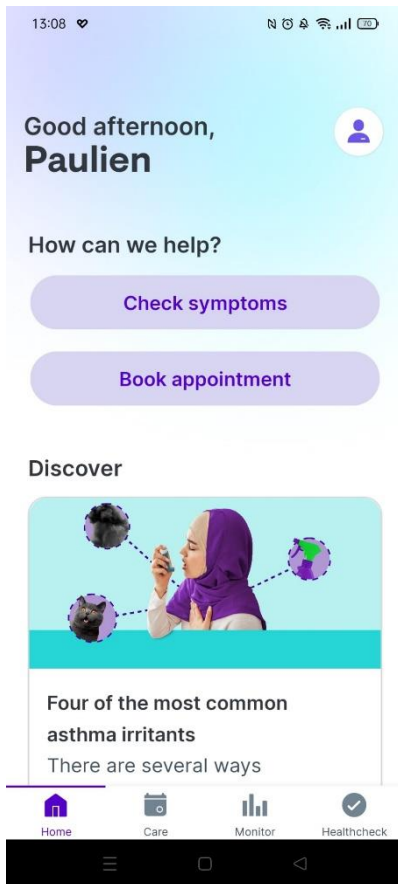 13:08
70
Good afternoon,
Paulien
How can we help?
Check symptoms
Book appointment
Discover
Four of the most common
asthma irritants
There are several ways
Home
Care
Monitor
Healthcheck